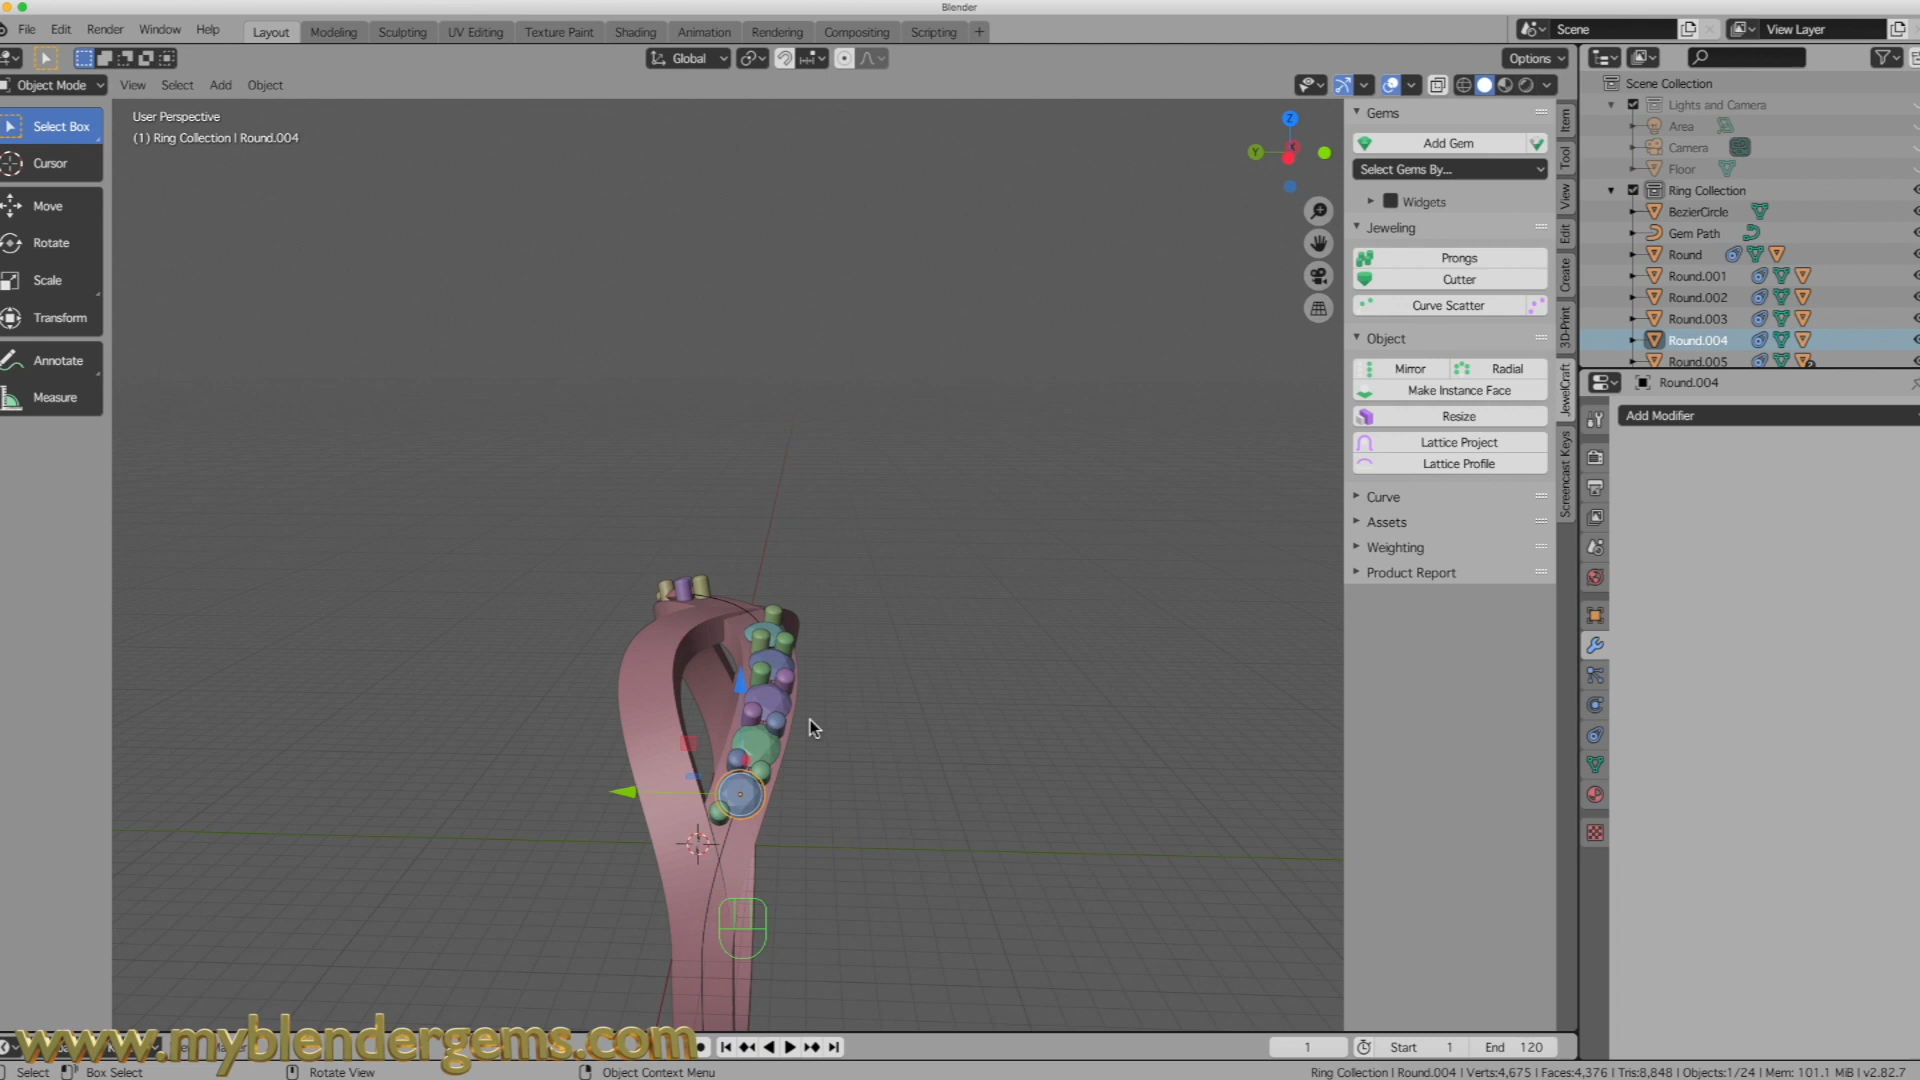 Blender
File Edit Render Window Help Layout Modeling Sculpting UV Editing Texture Paint Shading Animation Rendering Compositing Scripting + Scene View Layer
Global Options
Object Mode View Select Add Object
Select Box
Cursor
Move
Rotate
Scale
Transform
Annotate
Measure
User Perspective
(1) Ring Collection | Round.004
Z
Y
X
Gems
Add Gem
Select Gems By...
Widgets
Jeweling
Prongs
Cutter
Curve Scatter
Object
Mirror Radial
Make Instance Face
Resize
Lattice Project
Lattice Profile
Curve
Assets
Weighting
Product Report
Item
Tool
View
Edit
Create
3D-Print
JewelCraft
Screencast Keys
Scene Collection
Lights and Camera
Area
Camera
Floor
Ring Collection
BezierCircle
Gem Path
Round
Round.001
Round.002
Round.003
Round.004
Round.005
Round.004
Add Modifier
www.myblendergems.com
1 Start 1 End 120
Select Box Select Rotate View Object Context Menu
Ring Collection | Round.004 | Verts:4,675 | Faces:4,376 | Tris:8,848 | Objects:1/24 | Mem: 101.1 MiB | v2.82.7